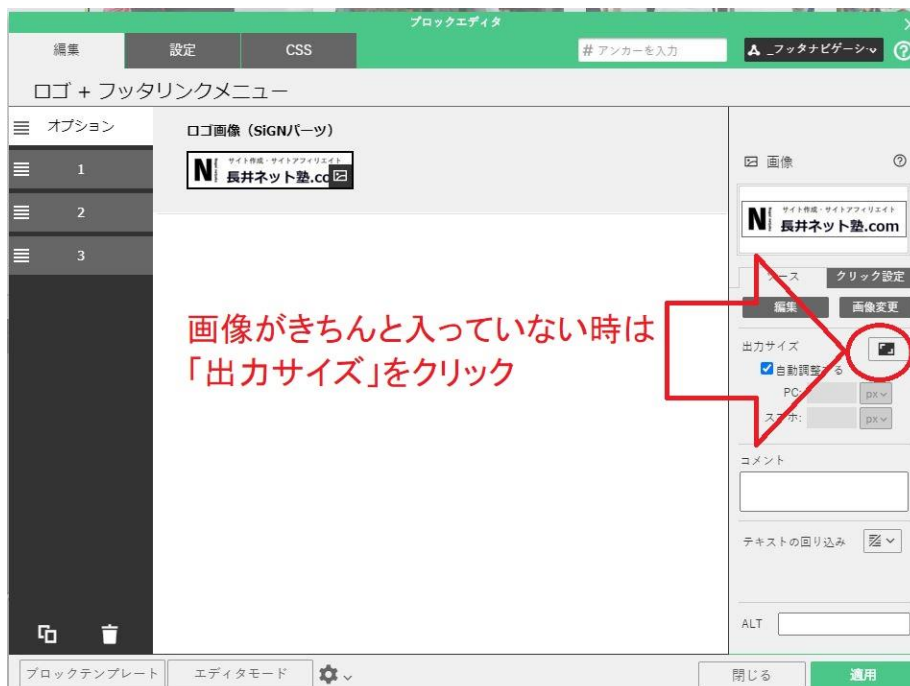 ブロックエディタ
編集
設定
CSS
# アンカーを入力
_フッタナビゲーシ
ロゴ + フッタリンクメニュー
オプション
1
2
3
ロゴ画像（SiGNパーツ）
サイト作成・サイトアフィリエイト
N 長井ネット塾.cc
画像
サイト作成・サイトアフィリエイト
N 長井ネット塾.com
ース
クリック設定
編集
画像変更
画像がきちんと入っていない時は
「出力サイズ」をクリック
出力サイズ
自動調整する
PC:
px
スマホ:
px
コメント
テキストの回り込み
ALT
ブロックテンプレート
エディタモード
閉じる
適用